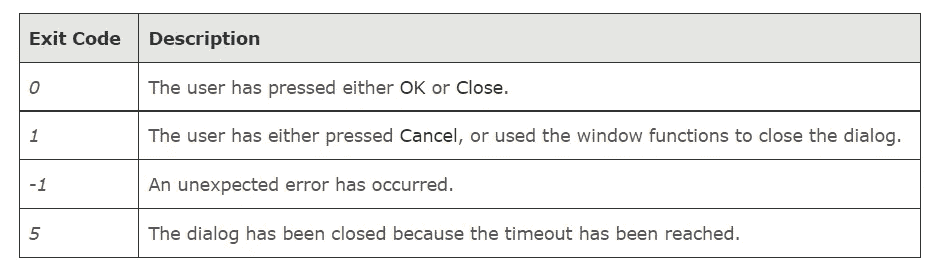 Exit Code Description
0 The user has pressed either OK or Close.
1 The user has either pressed Cancel, or used the window functions to close the dialog.
-1 An unexpected error has occurred.
5 The dialog has been closed because the timeout has been reached.